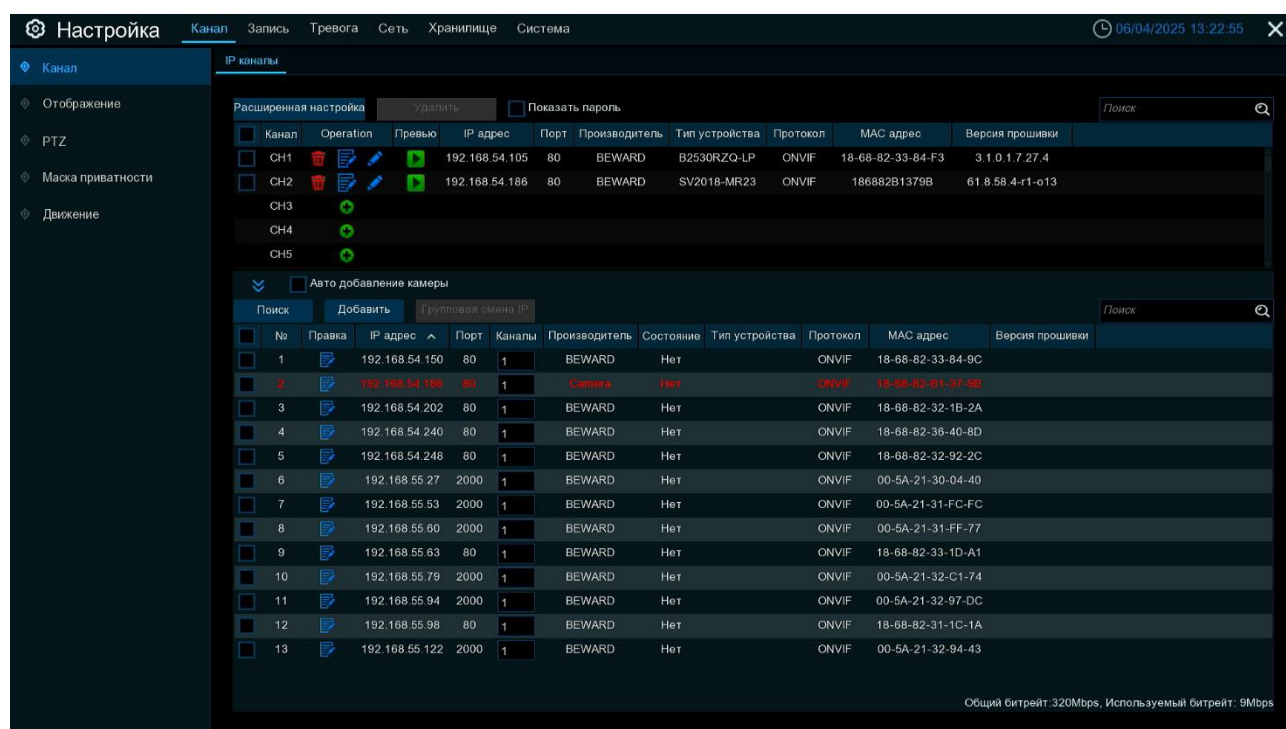 Настройка Канал Запись Тревога Сеть Хранилище Система 06/04/2025 13:22:55
Канал
Отображение
PTZ
Маска приватности
Движение
IP каналы
Расширенная настройка Удалить Показать пароль Поиск
Канал Operation Превью IP адрес Порт Производитель Тип устройства Протокол MAC адрес Версия прошивки
CH1 192.168.54.105 80 BEWARD B2530RZQ-LP ONVIF 18-68-82-33-84-F3 3.1.0.1.7.27.4
CH2 192.168.54.186 80 BEWARD SV2018-MR23 ONVIF 186882B1379B 61.8.58.4-r1-o13
CH3
CH4
CH5
Авто добавление камеры
Поиск Добавить Групповая смена IP Поиск
№ Правка IP адрес Порт Каналы Производитель Состояние Тип устройства Протокол MAC адрес Версия прошивки
1 192.168.54.150 80 1 BEWARD Нет ONVIF 18-68-82-33-84-9C
2 192.168.54.186 80 1 Camera Нет ONVIF 18-68-82-B1-37-9B
3 192.168.54.202 80 1 BEWARD Нет ONVIF 18-68-82-32-1B-2A
4 192.168.54.240 80 1 BEWARD Нет ONVIF 18-68-82-36-40-8D
5 192.168.54.248 80 1 BEWARD Нет ONVIF 18-68-82-32-92-2C
6 192.168.55.27 2000 1 BEWARD Нет ONVIF 00-5A-21-30-04-40
7 192.168.55.53 2000 1 BEWARD Нет ONVIF 00-5A-21-31-FC-FC
8 192.168.55.60 2000 1 BEWARD Нет ONVIF 00-5A-21-31-FF-77
9 192.168.55.63 80 1 BEWARD Нет ONVIF 18-68-82-33-1D-A1
10 192.168.55.79 2000 1 BEWARD Нет ONVIF 00-5A-21-32-C1-74
11 192.168.55.94 2000 1 BEWARD Нет ONVIF 00-5A-21-32-97-DC
12 192.168.55.98 80 1 BEWARD Нет ONVIF 18-68-82-31-1C-1A
13 192.168.55.122 2000 1 BEWARD Нет ONVIF 00-5A-21-32-94-43
Общий битрейт:320Mbps, Используемый битрейт: 9Mbps